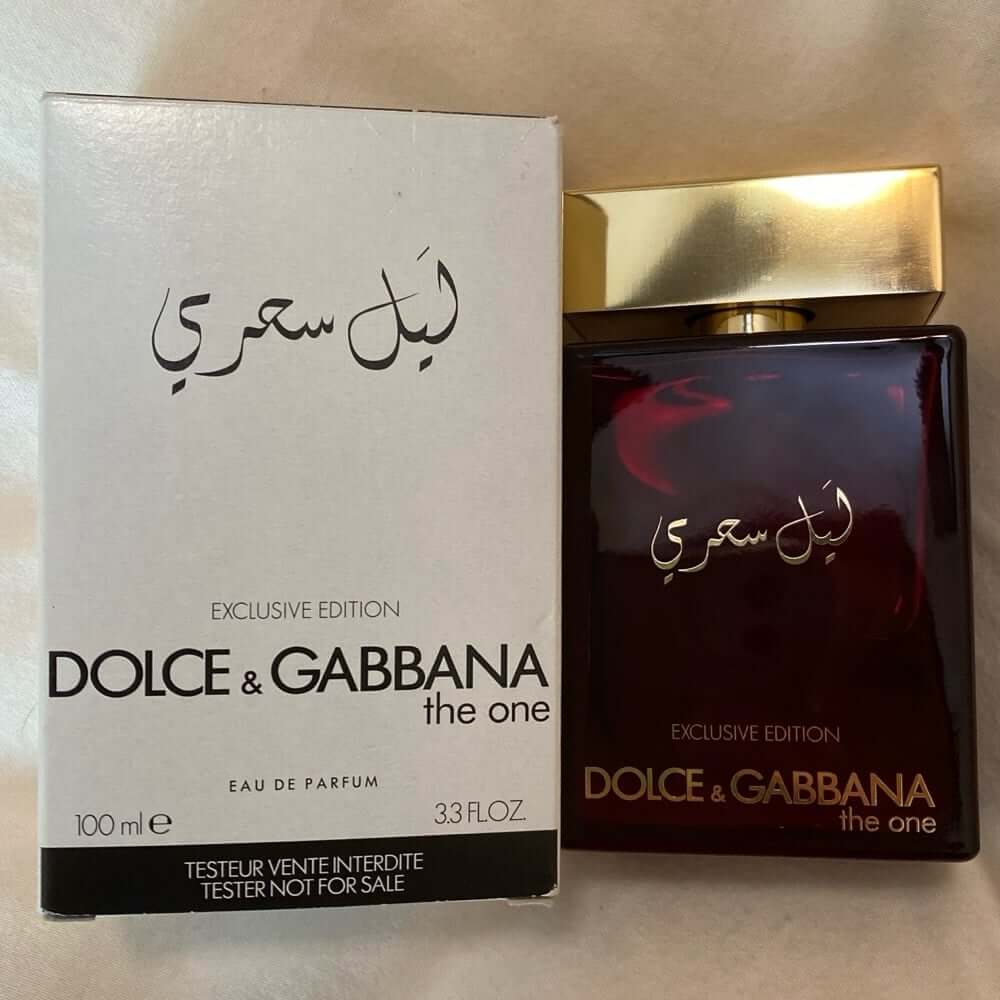 لَيل سحري
EXCLUSIVE EDITION
DOLCE & GABBANA
the one
EAU DE PARFUM
100 ml e 3.3 FL.OZ.
TESTEUR VENTE INTERDITE
TESTER NOT FOR SALE
لَيل سحري
EXCLUSIVE EDITION
DOLCE & GABBANA
the one